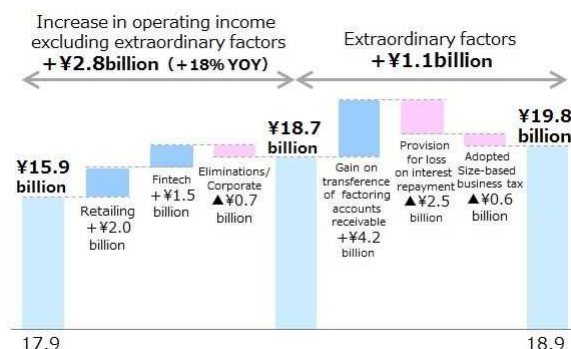 Increase in operating income
excluding extraordinary factors
+¥2.8billion (+18% YOY)
Extraordinary factors
+¥1.1billion
¥15.9
billion
Retailing
+¥2.0
billion
Fintech
+¥1.5
billion
Eliminations/
Corporate
▲¥0.7
billion
¥18.7
billion
Gain on
transference
of factoring
accounts
receivable
+¥4.2
billion
Provision
for loss
on interest
repayment
▲¥2.5
billion
Adopted
Size-based
business tax
▲¥0.6
billion
¥19.8
billion
17.9
18.9